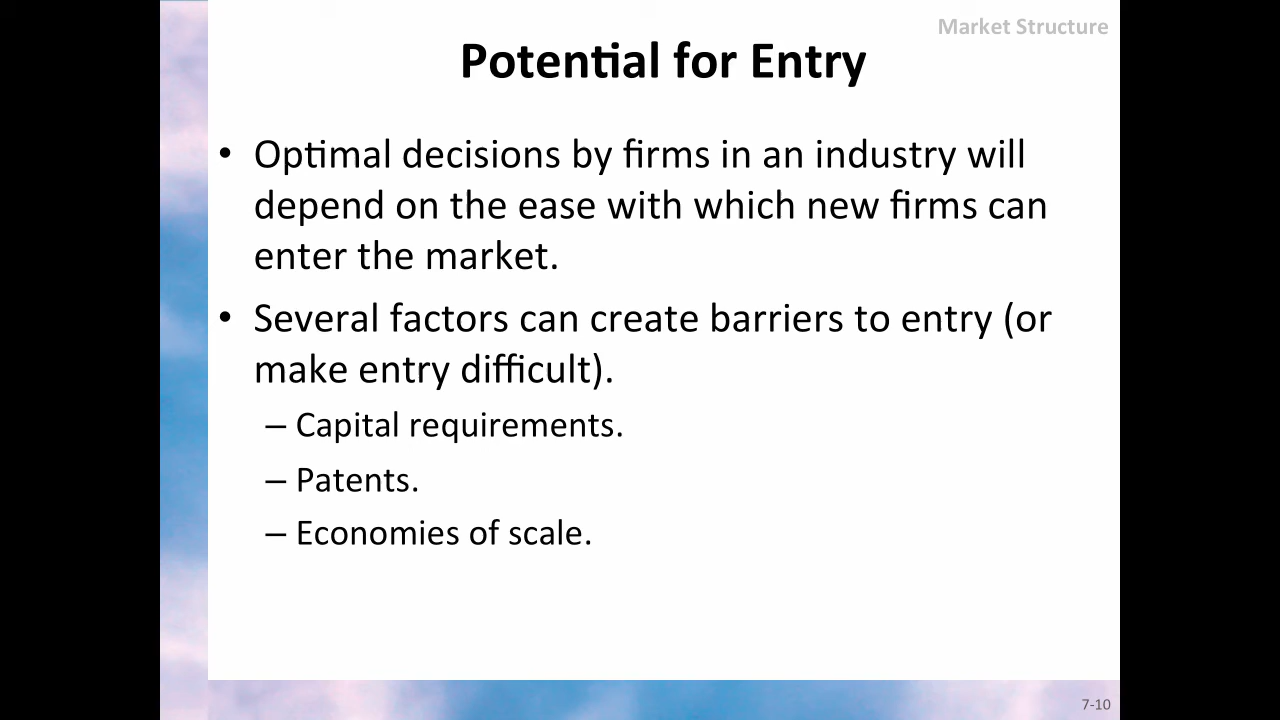 Market Structure
Potential for Entry
• Optimal decisions by firms in an industry will
depend on the ease with which new firms can
enter the market.
• Several factors can create barriers to entry (or
make entry difficult).
– Capital requirements.
– Patents.
– Economies of scale.
7-10